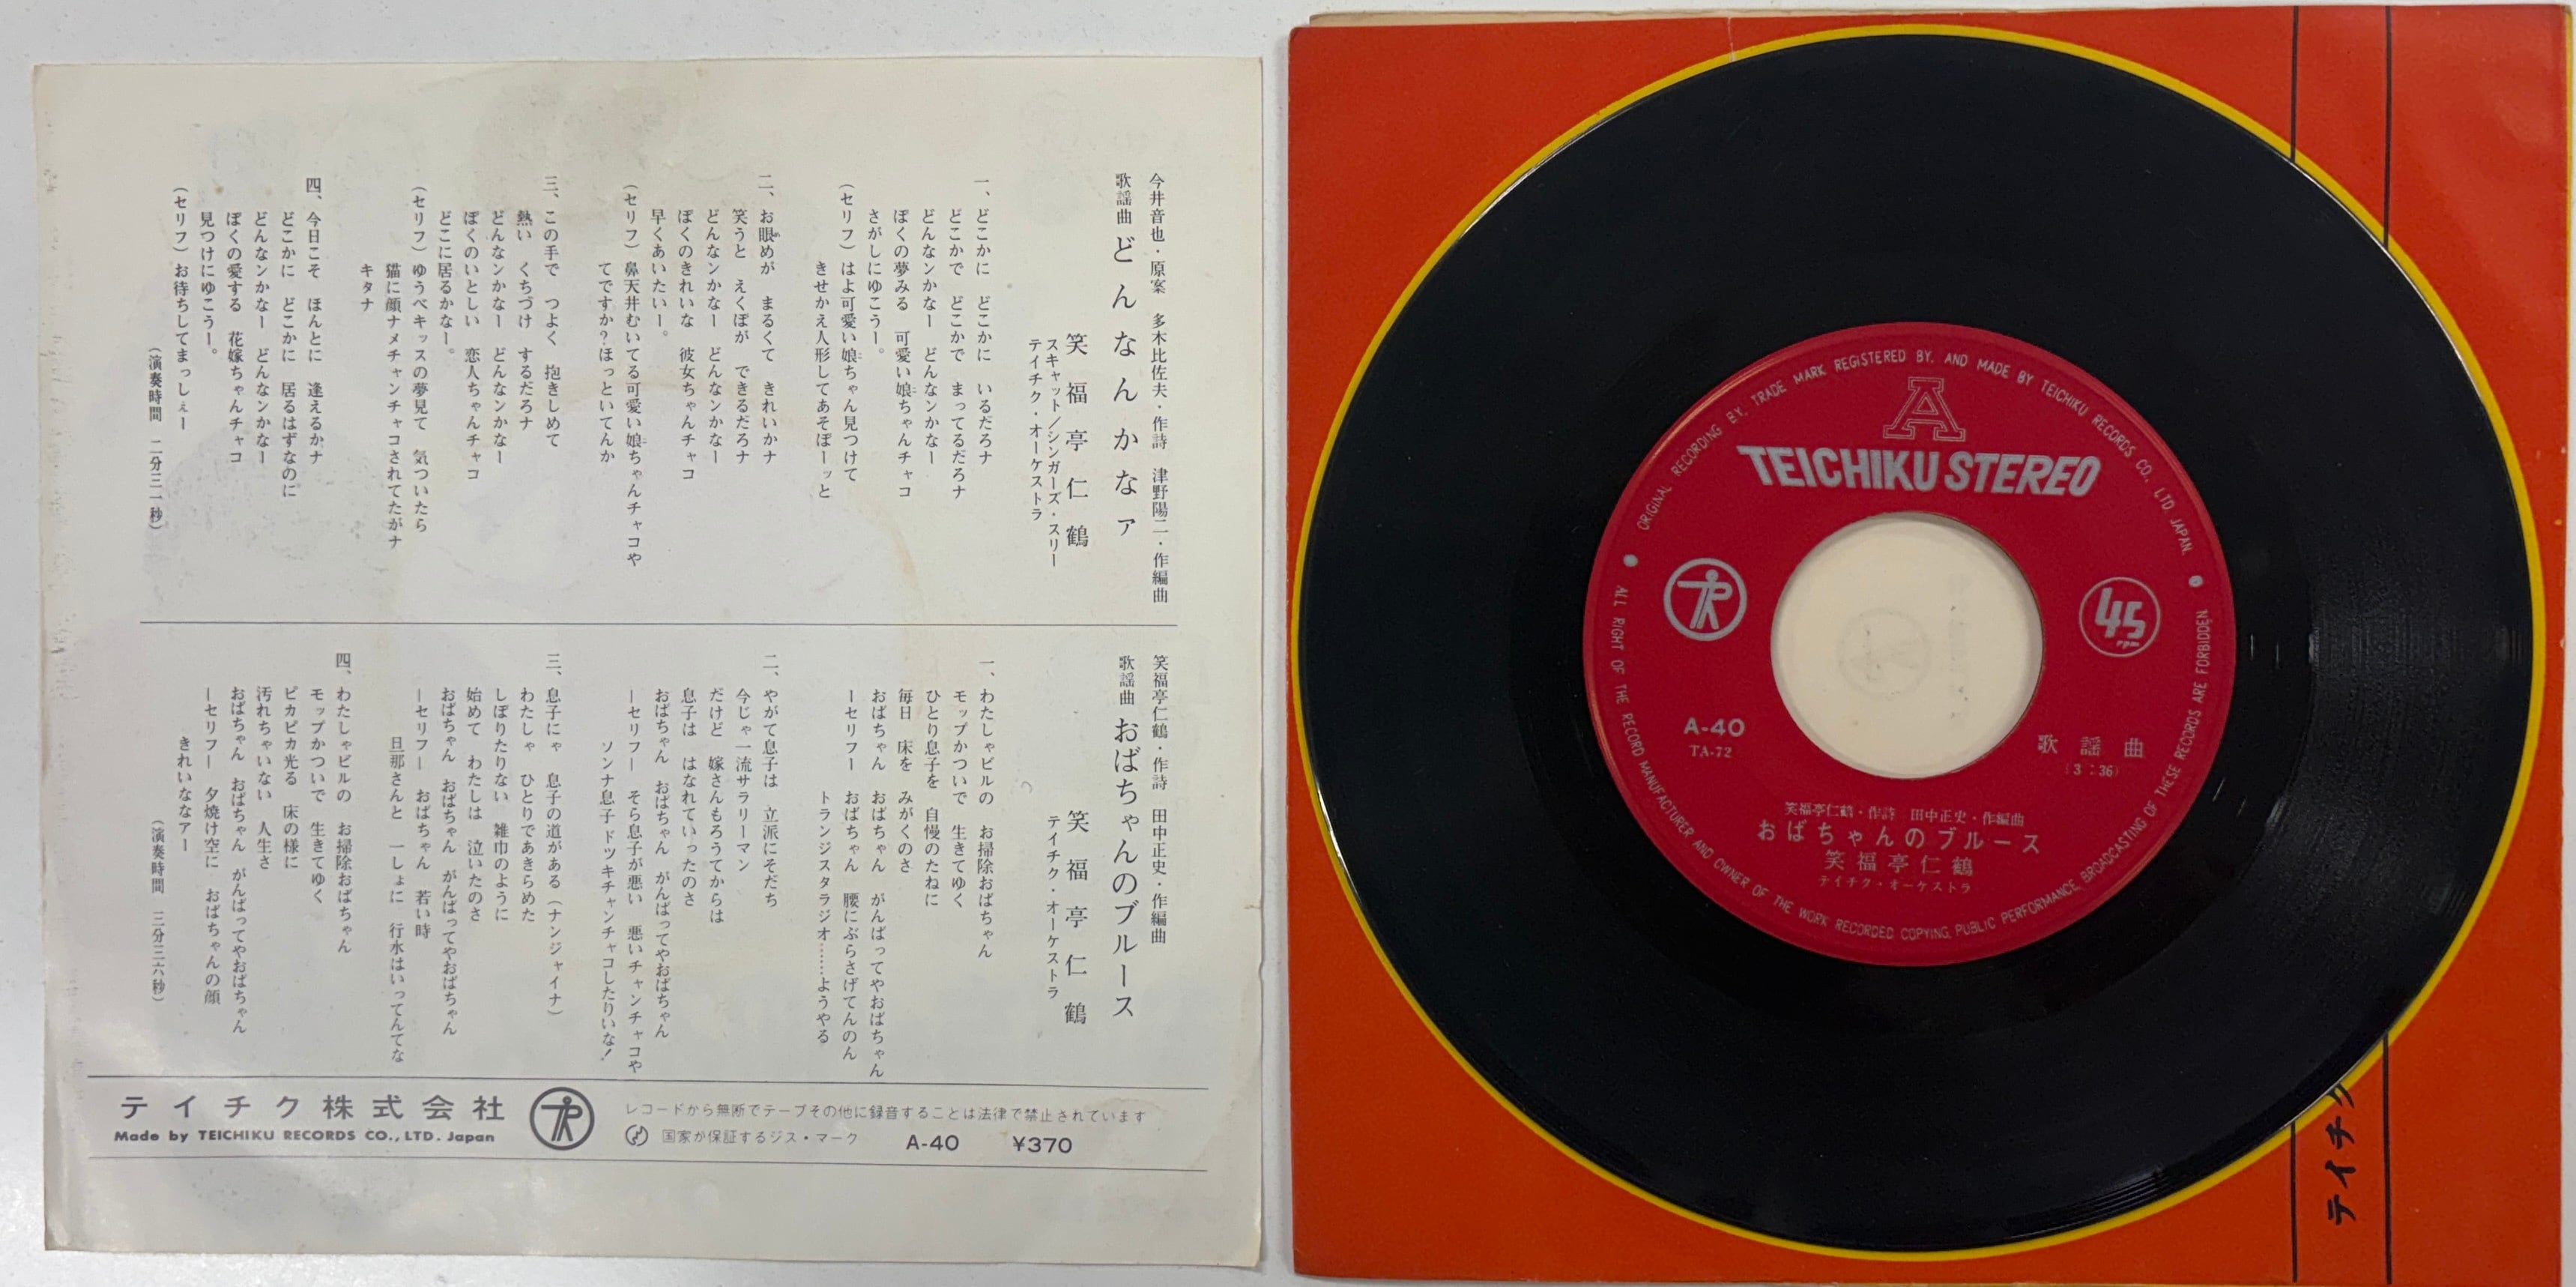 今井音也・原案　多木比佐夫・作詩　津野陽二・作編曲
歌謡曲　どんなんかなァ
笑福亭仁鶴
スキャット／シンガーズ・スリー
テイチク・オーケストラ
一、どこかに　どこかに　いるだろナ
どこかで　どこかで　まってるだろナ
どんなンかなー　どんなンかなー
ぼくの夢みる　可愛い娘ちゃんチャコ
さがしにゆこうー。
（セリフ）はよ可愛い娘ちゃん見つけて
きせかえ人形してあそぼーッと
二、お眼めが　まるくて　きれいかナ
笑うと　えくぼが　できるだろナ
どんなンかなー　どんなンかなー
ぼくのきれいな　彼女ちゃんチャコ
早くあいたいー。
（セリフ）鼻天井むいてる可愛い娘ちゃんチャコや
てですか？ほっといてんか
三、この手で　つよく　抱きしめて
熱い　くちづけ　するだろナ
どんなンかなー　どんなンかなー
ぼくのいとしい　恋人ちゃんチャコ
どこに居るかなー。
（セリフ）ゆうべキッスの夢見て　気ついたら
猫に顔ナメチャンチャコされてたがナ
キタナ
四、今日こそ　ほんとに　逢えるかナ
どこかに　どこかに　居るはずなのに
どんなンかなー　どんなンかなー
ぼくの愛する　花嫁ちゃんチャコ
見つけにゆこうー。
（セリフ）お待ちしてまっしぇー
（演奏時間　二分三一秒）
笑福亭仁鶴・作詩　田中正史・作編曲
歌謡曲　おばちゃんのブルース
笑福亭仁鶴
テイチク・オーケストラ
一、わたしゃビルの　お掃除おばちゃん
モップかついで　生きてゆく
ひとり息子を　自慢のたねに
毎日　床を　みがくのさ
おばちゃん　おばちゃん　がんばってやおばちゃん
ーセリフー　おばちゃん　腰にぶらさげてんのん
トランジスタラジオ……ようやる
二、やがて息子は　立派にそだち
今じゃ一流サラリーマン
だけど　嫁さんもろうてからは
息子は　はなれていったのさ
おばちゃん　おばちゃん　がんばってやおばちゃん
ーセリフー　そら息子が悪い　悪いチャンチャコや
ソンナ息子ドツキチャンチャコしたりいな！
三、息子にゃ　息子の道がある（ナンジャイナ）
わたしゃ　ひとりであきらめた
しぼりたりない　雑巾のように
始めて　わたしは　泣いたのさ
おばちゃん　おばちゃん　がんばってやおばちゃん
ーセリフー　おばちゃん　若い時
旦那さんと　一しょに　行水はいってんてな
四、わたしゃビルの　お掃除おばちゃん
モップかついで　生きてゆく
ピカピカ光る　床の様に
汚れちゃいない　人生さ
おばちゃん　おばちゃん　がんばってやおばちゃん
ーセリフー　夕焼け空に　おばちゃんの顔
きれいななアー
（演奏時間　三分三六秒）
テイチク株式会社
Made by TEICHIKU RECORDS CO., LTD. Japan
レコードから無断でテープその他に録音することは法律で禁止されています
国家が保証するジス・マーク　A-40　¥370
ORIGINAL RECORDING BY. TRADE MARK REGISTERED BY. AND MADE BY TEICHIKU RECORDS CO., LTD JAPAN.
A
TEICHIKU STEREO
45 rpm
A-40
TA-72
歌謡曲
(3:36)
笑福亭仁鶴・作詩　田中正史・作編曲
おばちゃんのブルース
笑福亭仁鶴
テイチク・オーケストラ
ALL RIGHT OF THE RECORD MANUFACTURER AND OWNER OF THE WORK RECORDED COPYING, PUBLIC PERFORMANCE, BROADCASTING OF THESE RECORDS ARE FORBIDDEN
テイチク